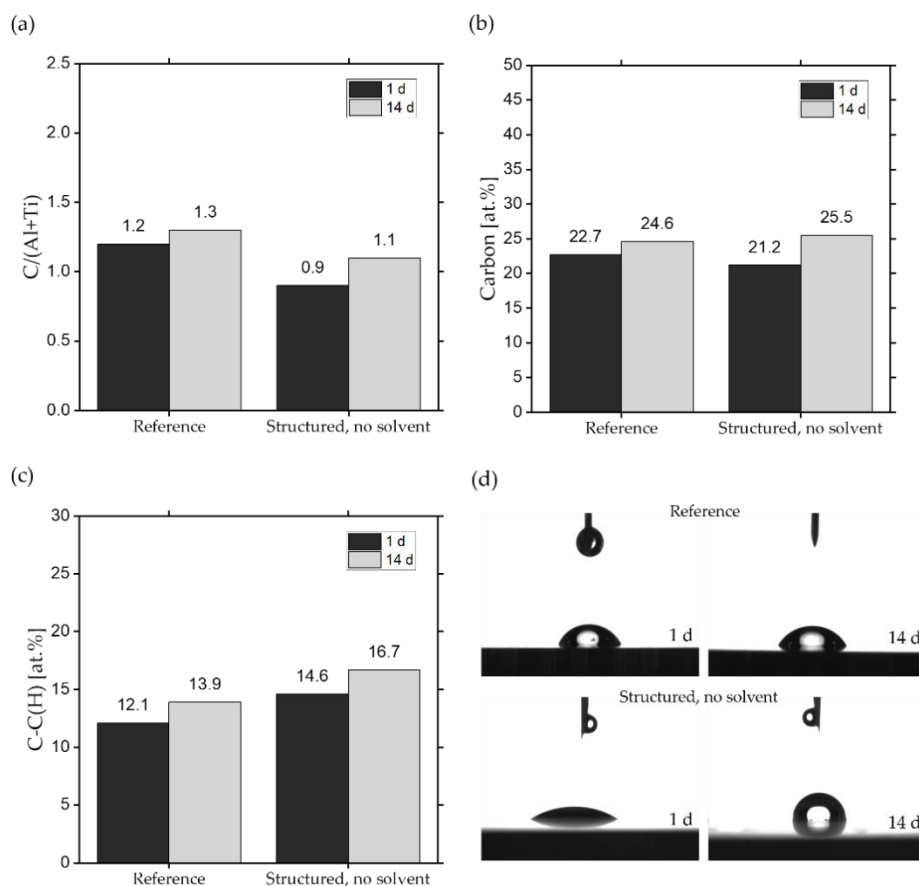 (a)
2.5
2.0
1.5
1.0
0.5
0.0
C/(Al+Ti)
1 d
14 d
1.2
1.3
0.9
1.1
Reference
Structured, no solvent
(b)
50
45
40
35
30
25
20
15
10
5
0
Carbon [at.%]
1 d
14 d
22.7
24.6
21.2
25.5
Reference
Structured, no solvent
(c)
30
25
20
15
10
5
0
C-C(H) [at.%]
1 d
14 d
12.1
13.9
14.6
16.7
Reference
Structured, no solvent
(d)
Reference
1 d
14 d
Structured, no solvent
1 d
14 d